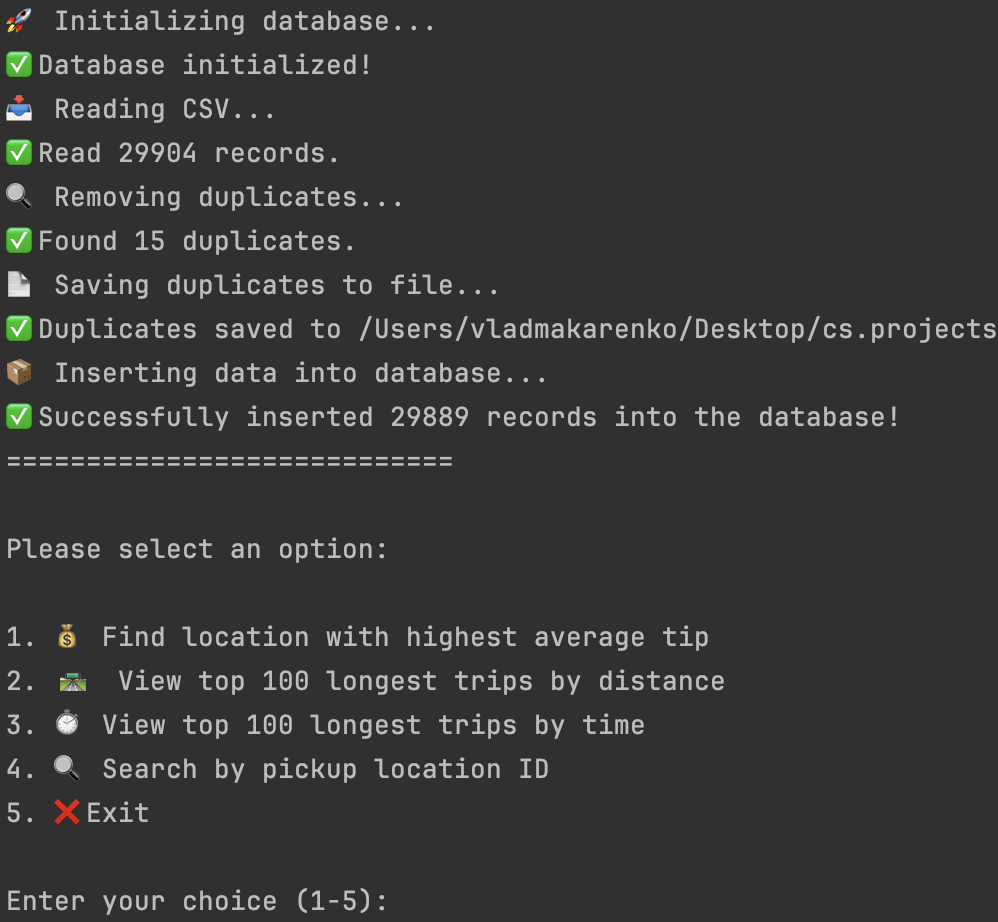 🚀 Initializing database...
✅Database initialized!
📥 Reading CSV...
✅Read 29904 records.
🔍 Removing duplicates...
✅Found 15 duplicates.
📄 Saving duplicates to file...
✅Duplicates saved to /Users/vladmakarenko/Desktop/cs.projects
📦 Inserting data into database...
✅Successfully inserted 29889 records into the database!
============================
Please select an option:
1. 💰 Find location with highest average tip
2. 🛣 View top 100 longest trips by distance
3. ⏱ View top 100 longest trips by time
4. 🔍 Search by pickup location ID
5. ❌Exit
Enter your choice (1-5):